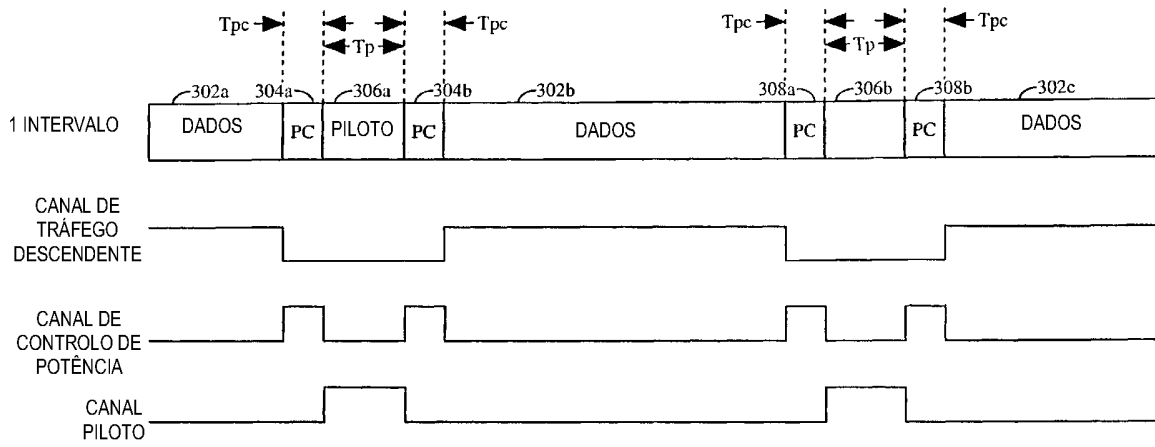 Tpc Tpc Tpc Tpc
Tp Tp
302a 304a 306a 304b 302b 308a 306b 308b 302c
1 INTERVALO DADOS PC PILOTO PC DADOS PC PC DADOS
CANAL DE
TRÁFEGO
DESCENDENTE
CANAL DE
CONTROLO DE
POTÊNCIA
CANAL
PILOTO